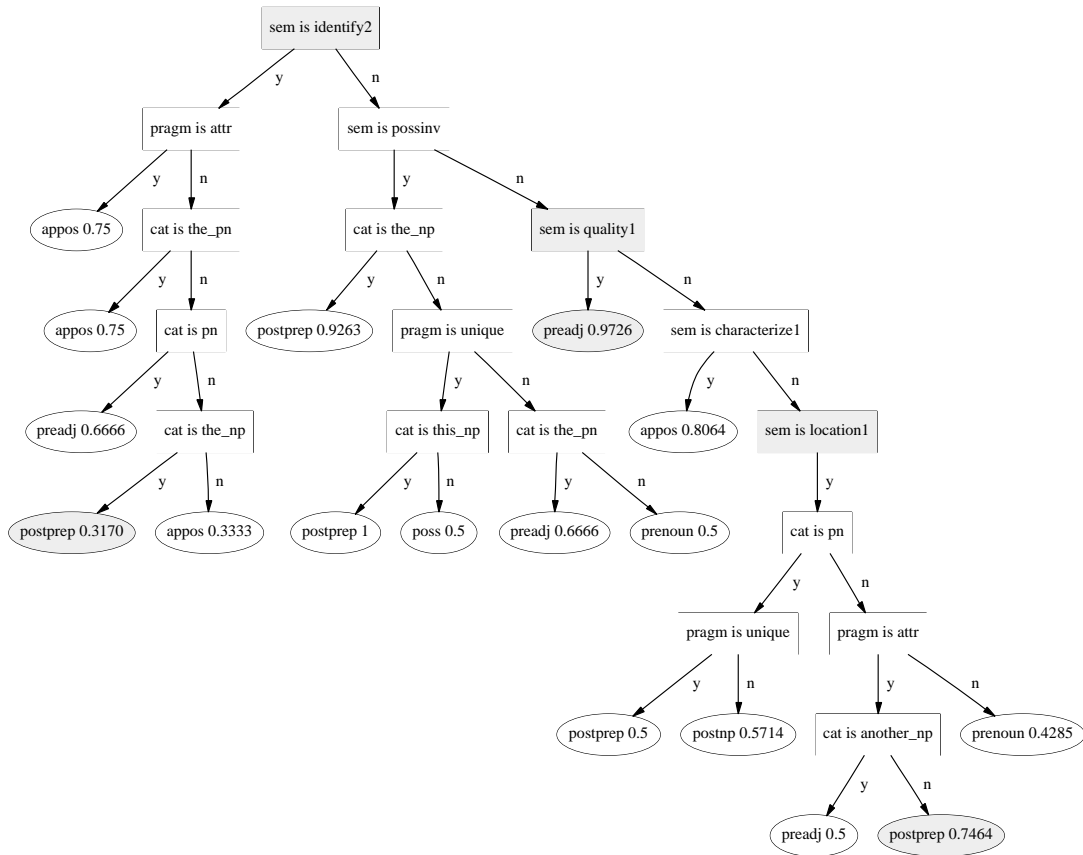 sem is identify2
y
n
pragm is attr
sem is possinv
y
n
y
n
appos 0.75
cat is the_pn
cat is the_np
sem is quality1
y
n
y
n
y
n
appos 0.75
cat is pn
postprep 0.9263
pragm is unique
preadj 0.9726
sem is characterize1
y
n
y
n
y
n
preadj 0.6666
cat is the_np
cat is this_np
cat is the_pn
appos 0.8064
sem is location1
y
n
y
n
y
n
y
postprep 0.3170
appos 0.3333
postprep 1
poss 0.5
preadj 0.6666
prenoun 0.5
cat is pn
y
n
pragm is unique
pragm is attr
y
n
y
n
postprep 0.5
postnp 0.5714
cat is another_np
prenoun 0.4285
y
n
preadj 0.5
postprep 0.7464